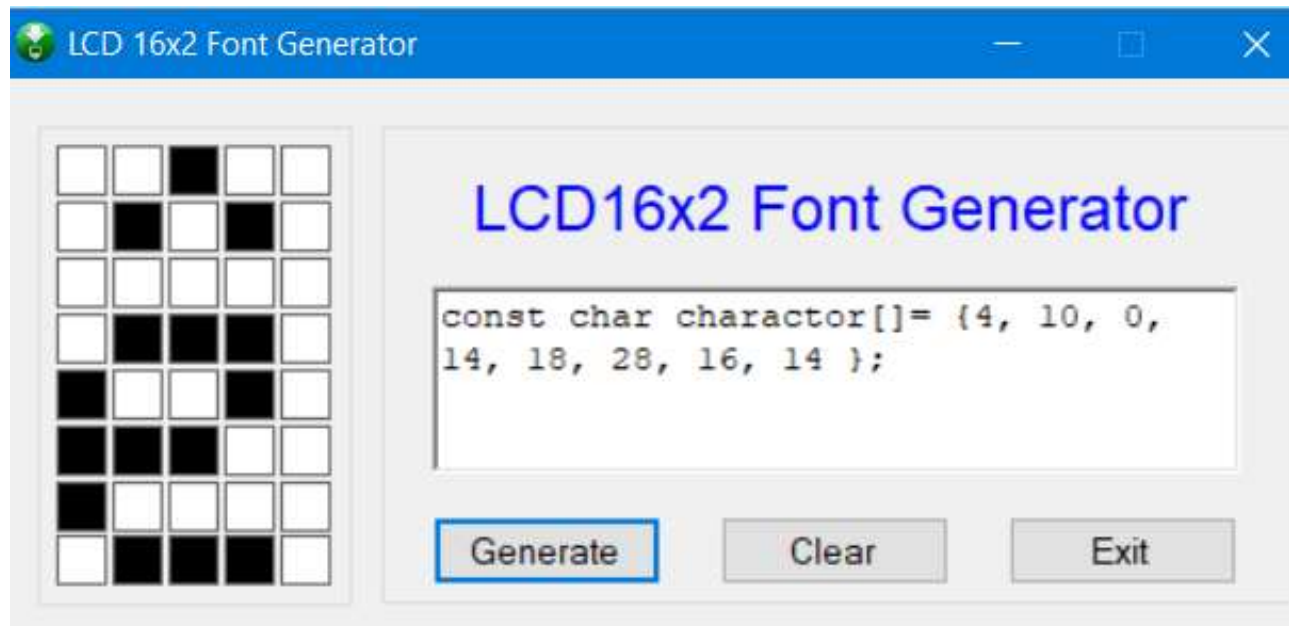 LCD 16x2 Font Generator
LCD16x2 Font Generator
const char charactor[]= {4, 10, 0,
14, 18, 28, 16, 14 };
Generate
Clear
Exit